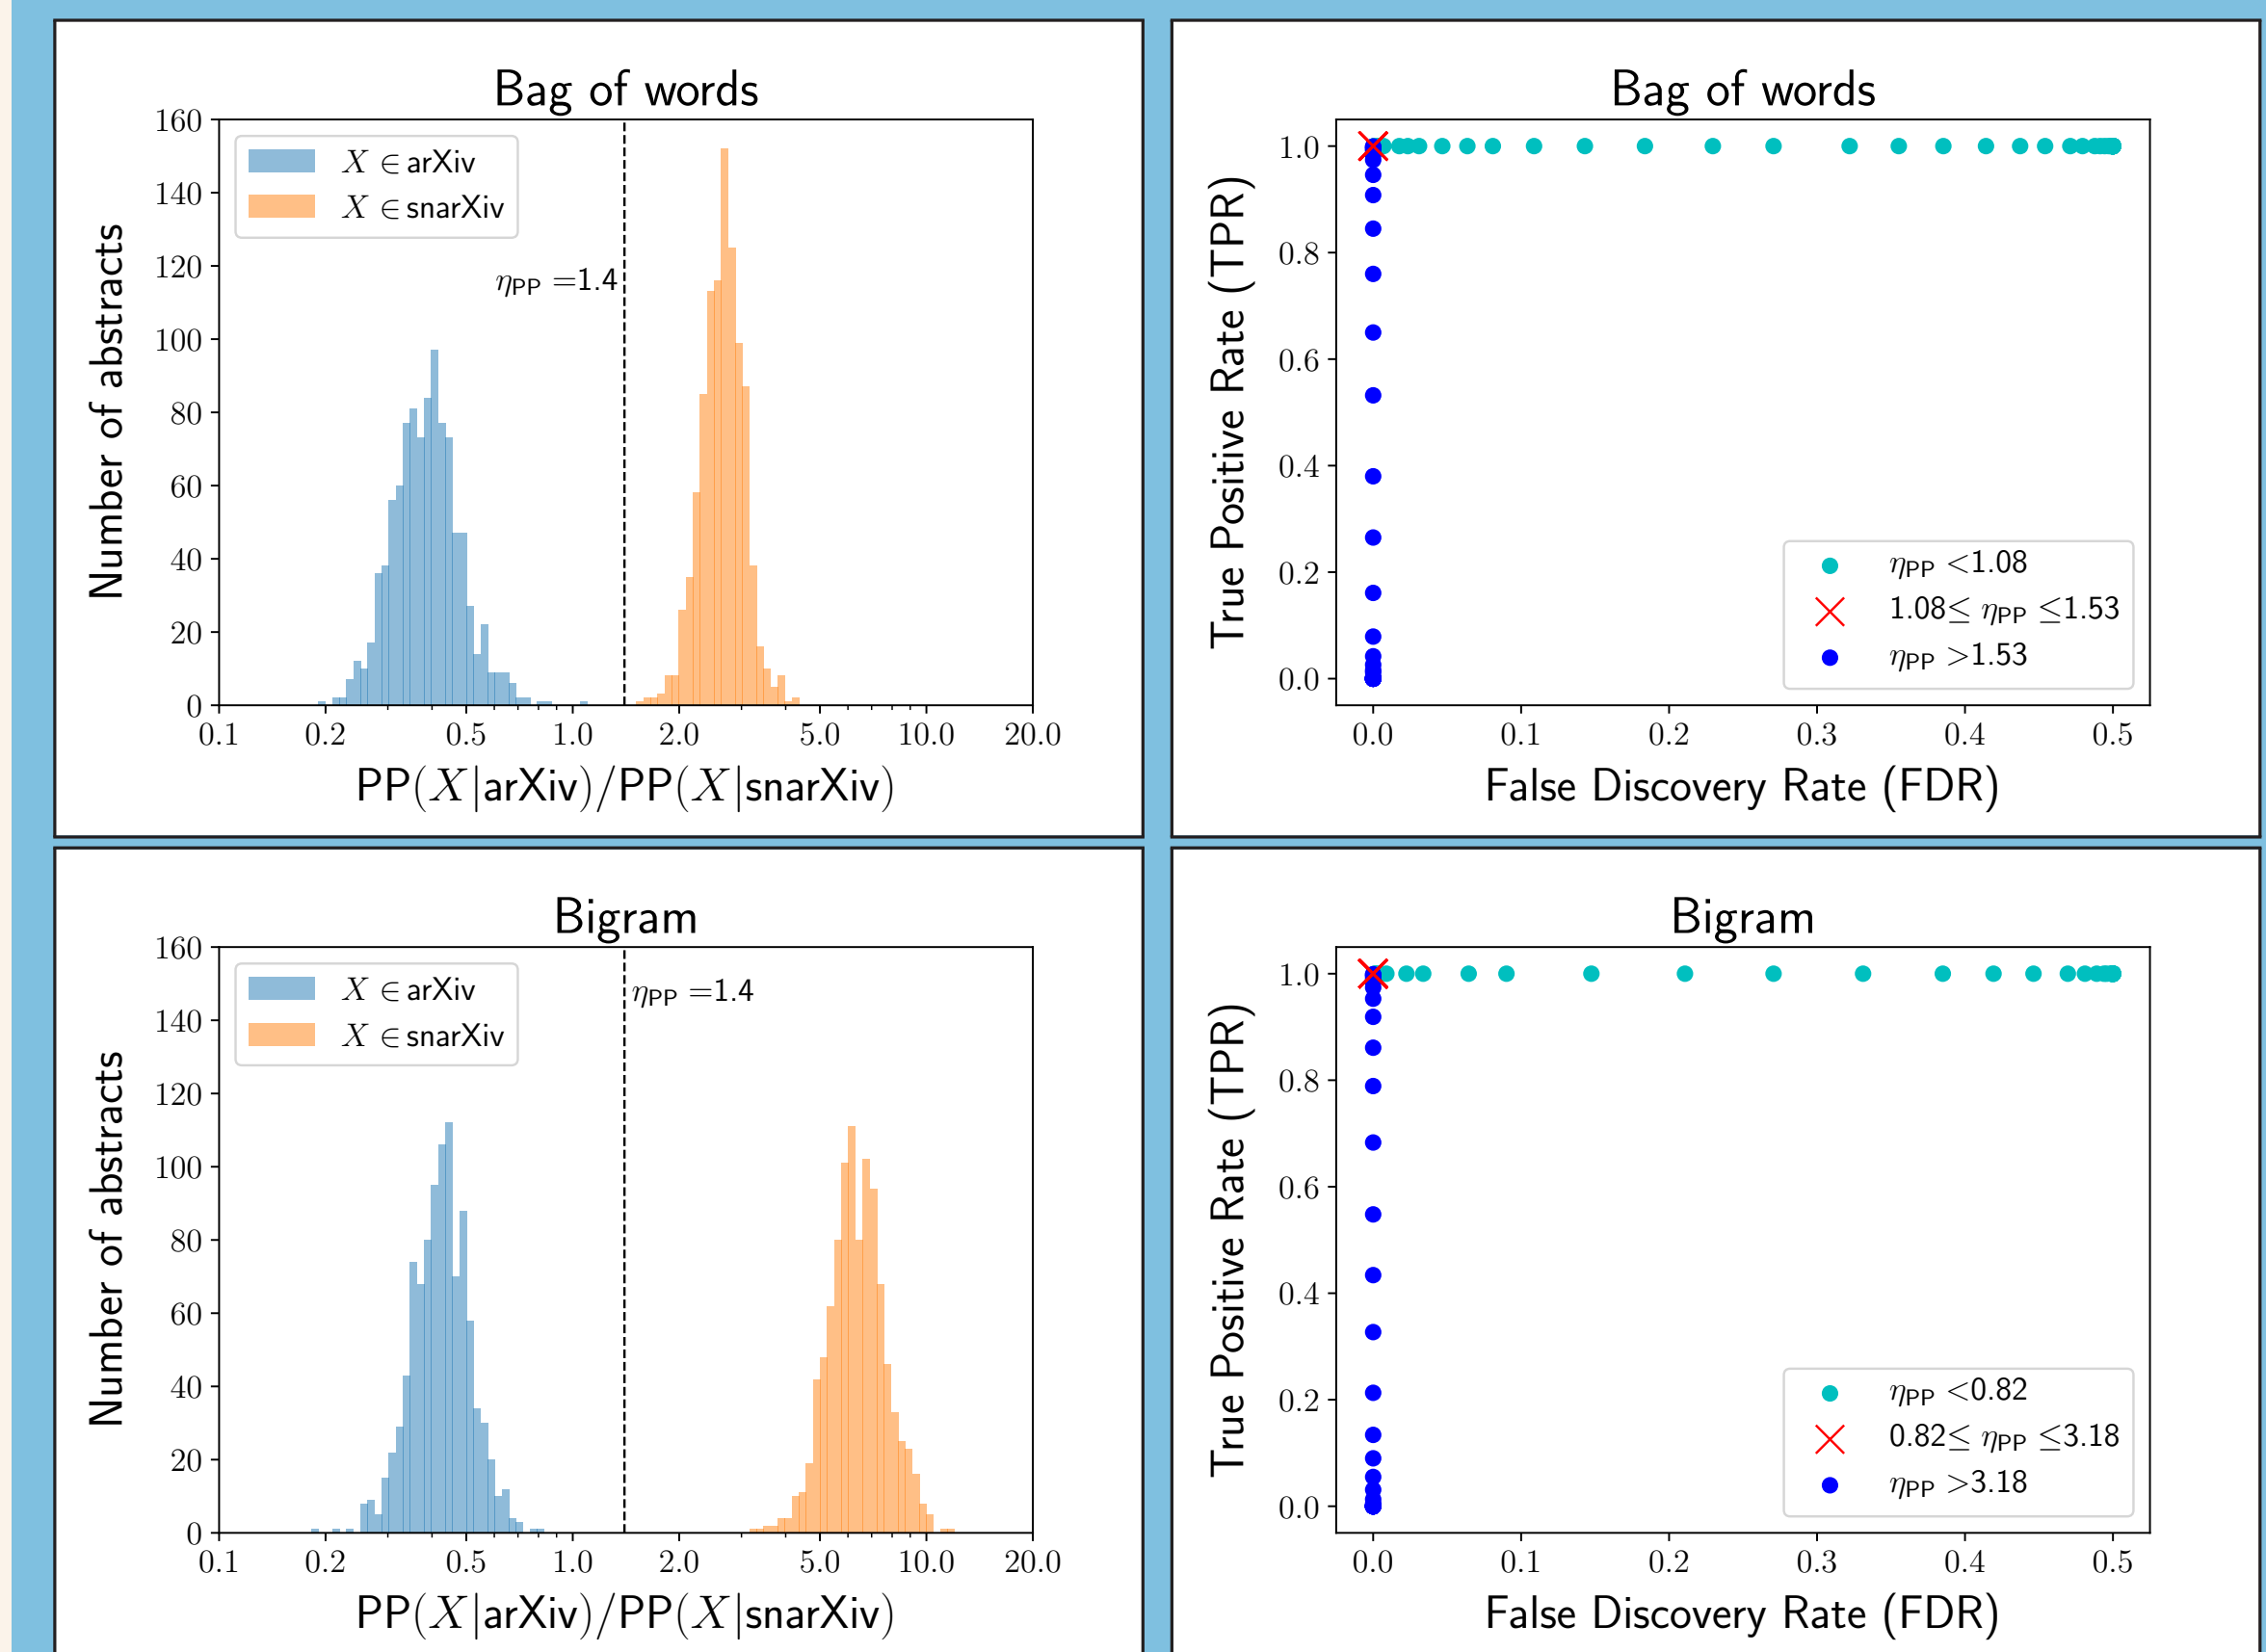 Bag of words
160
140
120
100
80
60
40
20
0
Number of abstracts
X ∈ arXiv
X ∈ snarXiv
η_PP =1.4
0.1 0.2 0.5 1.0 2.0 5.0 10.0 20.0
PP(X|arXiv)/PP(X|snarXiv)
Bag of words
1.0
0.8
0.6
0.4
0.2
0.0
True Positive Rate (TPR)
η_PP <1.08
1.08≤ η_PP ≤1.53
η_PP >1.53
0.0 0.1 0.2 0.3 0.4 0.5
False Discovery Rate (FDR)
Bigram
160
140
120
100
80
60
40
20
0
Number of abstracts
X ∈ arXiv
X ∈ snarXiv
η_PP =1.4
0.1 0.2 0.5 1.0 2.0 5.0 10.0 20.0
PP(X|arXiv)/PP(X|snarXiv)
Bigram
1.0
0.8
0.6
0.4
0.2
0.0
True Positive Rate (TPR)
η_PP <0.82
0.82≤ η_PP ≤3.18
η_PP >3.18
0.0 0.1 0.2 0.3 0.4 0.5
False Discovery Rate (FDR)